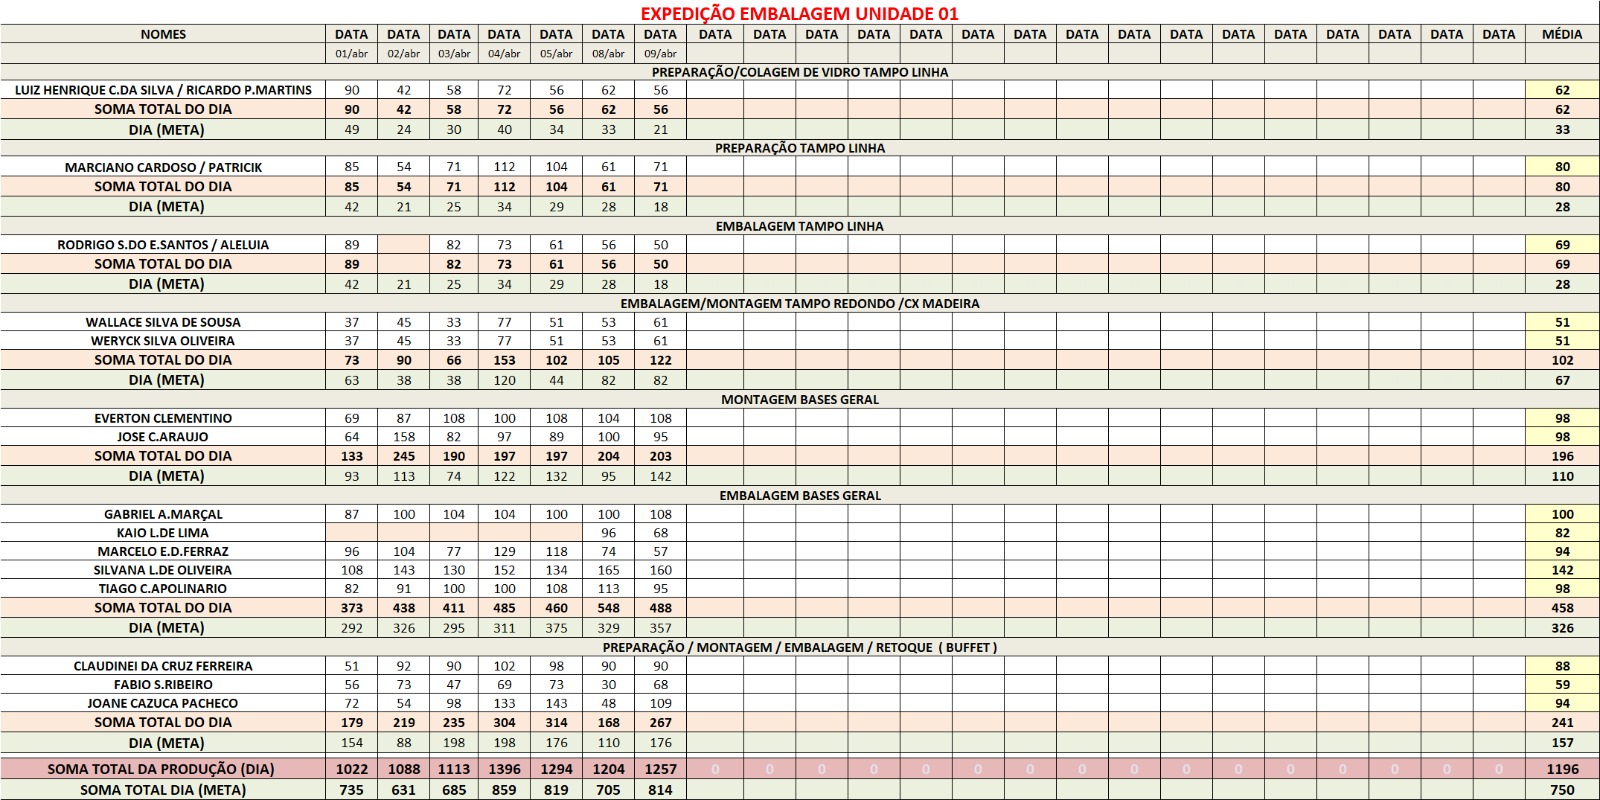 EXPEDIÇÃO EMBALAGEM UNIDADE 01
NOMES DATA DATA DATA DATA DATA DATA DATA DATA DATA DATA DATA DATA DATA DATA DATA DATA DATA DATA DATA DATA DATA DATA DATA MÉDIA
01/abr 02/abr 03/abr 04/abr 05/abr 08/abr 09/abr
PREPARAÇÃO/COLAGEM DE VIDRO TAMPO LINHA
LUIZ HENRIQUE C.DA SILVA / RICARDO P.MARTINS 90 42 58 72 56 62 56 62
SOMA TOTAL DO DIA 90 42 58 72 56 62 56 62
DIA (META) 49 24 30 40 34 33 21 33
PREPARAÇÃO TAMPO LINHA
MARCIANO CARDOSO / PATRICIK 85 54 71 112 104 61 71 80
SOMA TOTAL DO DIA 85 54 71 112 104 61 71 80
DIA (META) 42 21 25 34 29 28 18 28
EMBALAGEM TAMPO LINHA
RODRIGO S.DO E.SANTOS / ALELUIA 89 82 73 61 56 50 69
SOMA TOTAL DO DIA 89 82 73 61 56 50 69
DIA (META) 42 21 25 34 29 28 18 28
EMBALAGEM/MONTAGEM TAMPO REDONDO /CX MADEIRA
WALLACE SILVA DE SOUSA 37 45 33 77 51 53 61 51
WERYCK SILVA OLIVEIRA 37 45 33 77 51 53 61 51
SOMA TOTAL DO DIA 73 90 66 153 102 105 122 102
DIA (META) 63 38 38 120 44 82 82 67
MONTAGEM BASES GERAL
EVERTON CLEMENTINO 69 87 108 100 108 104 108 98
JOSE C.ARAUJO 64 158 82 97 89 100 95 98
SOMA TOTAL DO DIA 133 245 190 197 197 204 203 196
DIA (META) 93 113 74 122 132 95 142 110
EMBALAGEM BASES GERAL
GABRIEL A.MARÇAL 87 100 104 104 100 100 108 100
KAIO L.DE LIMA 96 68 82
MARCELO E.D.FERRAZ 96 104 77 129 118 74 57 94
SILVANA L.DE OLIVEIRA 108 143 130 152 134 165 160 142
TIAGO C.APOLINARIO 82 91 100 100 108 113 95 98
SOMA TOTAL DO DIA 373 438 411 485 460 548 488 458
DIA (META) 292 326 295 311 375 329 357 326
PREPARAÇÃO / MONTAGEM / EMBALAGEM / RETOQUE ( BUFFET )
CLAUDINEI DA CRUZ FERREIRA 51 92 90 102 98 90 90 88
FABIO S.RIBEIRO 56 73 47 69 73 30 68 59
JOANE CAZUCA PACHECO 72 54 98 133 143 48 109 94
SOMA TOTAL DO DIA 179 219 235 304 314 168 267 241
DIA (META) 154 88 198 198 176 110 176 157
SOMA TOTAL DA PRODUÇÃO (DIA) 1022 1088 1113 1396 1294 1204 1257 0 0 0 0 0 0 0 0 0 0 0 0 0 0 0 0 1196
SOMA TOTAL DIA (META) 735 631 685 859 819 705 814 750